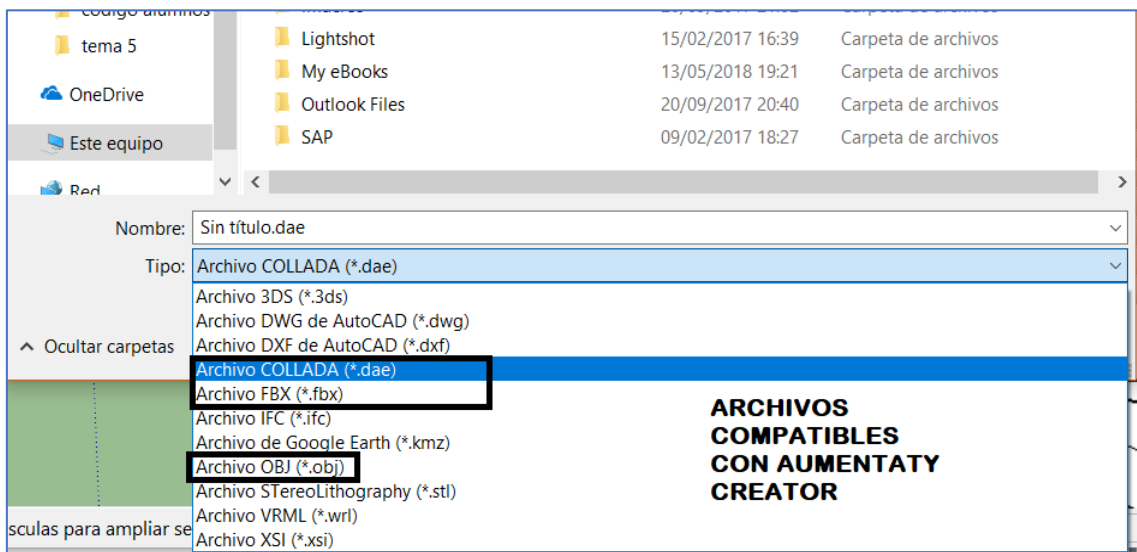 código alumnos
tema 5
OneDrive
Este equipo
Red
Lightshot 15/02/2017 16:39 Carpeta de archivos
My eBooks 13/05/2018 19:21 Carpeta de archivos
Outlook Files 20/09/2017 20:40 Carpeta de archivos
SAP 09/02/2017 18:27 Carpeta de archivos
Nombre: Sin título.dae
Tipo: Archivo COLLADA (*.dae)
Archivo 3DS (*.3ds)
Archivo DWG de AutoCAD (*.dwg)
Ocultar carpetas
Archivo DXF de AutoCAD (*.dxf)
Archivo COLLADA (*.dae)
Archivo FBX (*.fbx)
Archivo IFC (*.ifc)
Archivo de Google Earth (*.kmz)
Archivo OBJ (*.obj)
Archivo STereoLithography (*.stl)
Archivo VRML (*.wrl)
Archivo XSI (*.xsi)
ARCHIVOS
COMPATIBLES
CON AUMENTATY
CREATOR
sculas para ampliar se